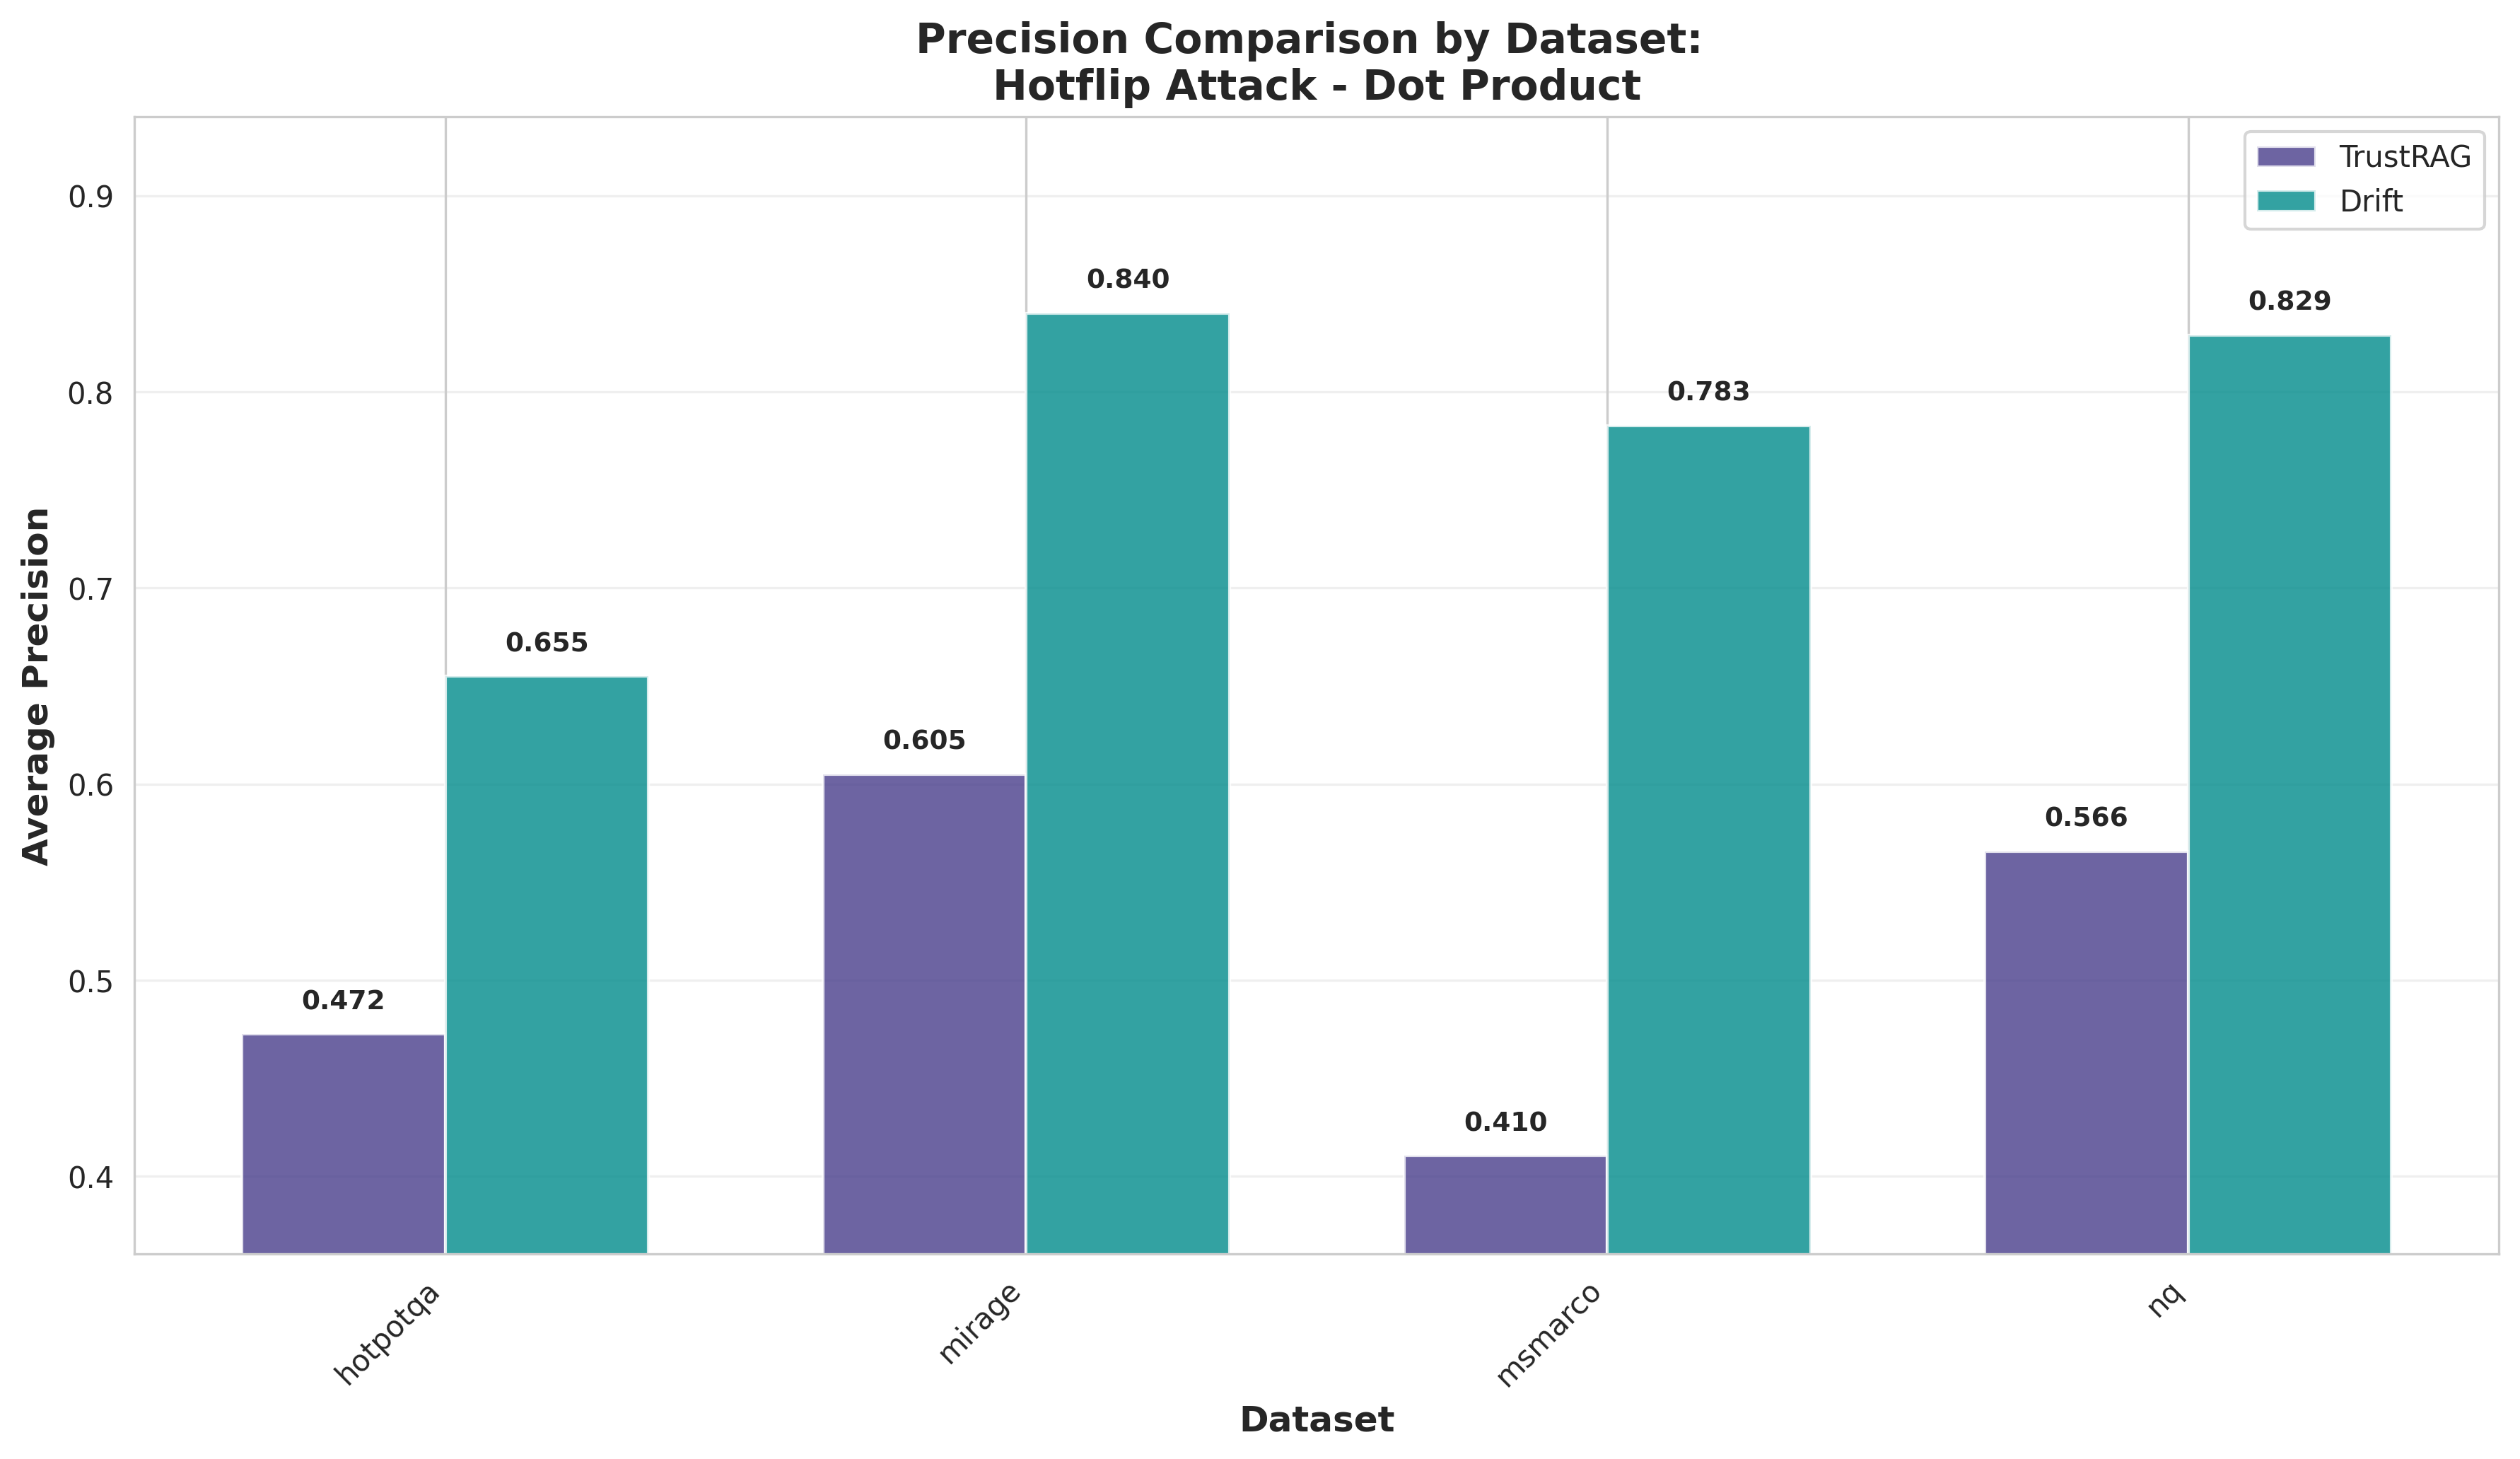 Precision Comparison by Dataset:
Hotflip Attack - Dot Product
TrustRAG
Drift
Average Precision
0.9
0.8
0.7
0.6
0.5
0.4
0.472
0.655
0.605
0.840
0.410
0.783
0.566
0.829
hotpotqa
mirage
msmarco
nq
Dataset